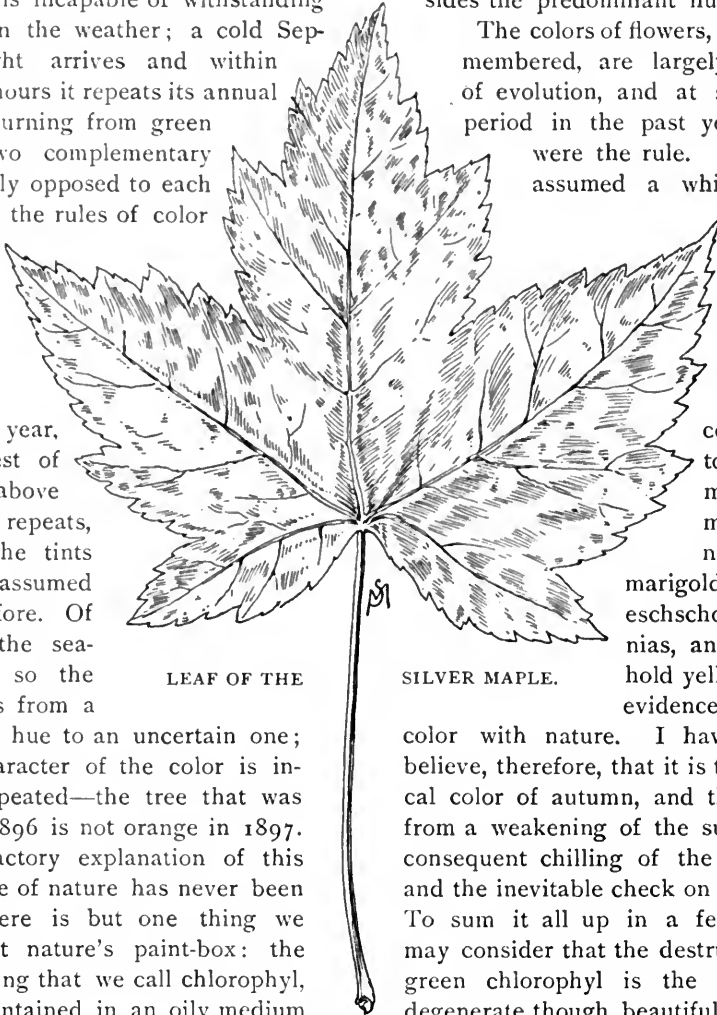 is incapable of withstanding
n the weather; a cold Sep-
ht arrives and within
hours it repeats its annual
urning from green
wo complementary
ly opposed to each
the rules of color
year,
est of
above
repeats,
he tints
assumed
fore. Of
the sea-
so the
s from a
hue to an uncertain one;
aracter of the color is in-
peated—the tree that was
896 is not orange in 1897.
actory explanation of this
e of nature has never been
ere is but one thing we
t nature's paint-box: the
ng that we call chlorophyl,
ntained in an oily medium
LEAF OF THE SILVER MAPLE.
sides the predominant hu
The colors of flowers,
membered, are largely
of evolution, and at s
period in the past ye
were the rule.
assumed a whi
co
to
m
m
n
marigold
eschscho
nias, an
hold yell
evidence
color with nature. I hav
believe, therefore, that it is t
cal color of autumn, and th
from a weakening of the su
consequent chilling of the
and the inevitable check on
To sum it all up in a fe
may consider that the destru
green chlorophyl is the
degenerate though beautiful